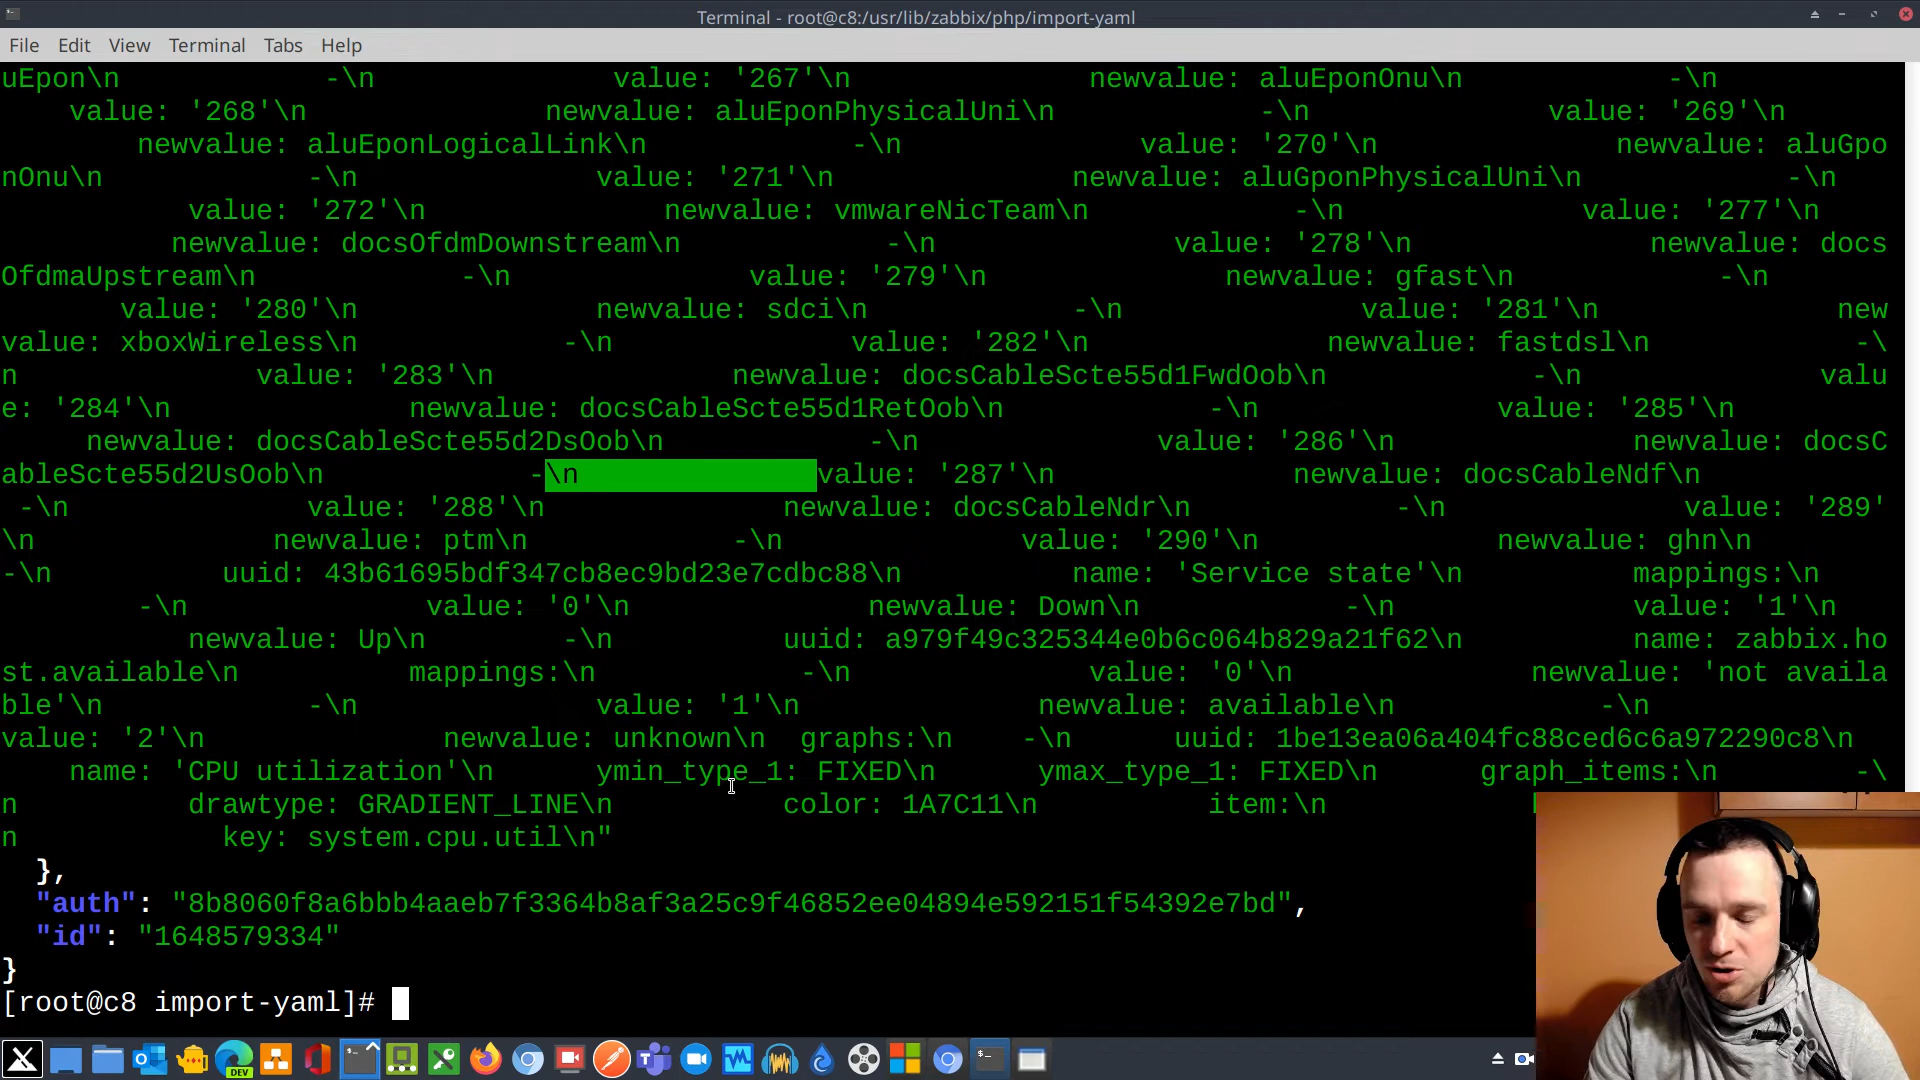 Terminal - root@c8:/usr/lib/zabbix/php/import-yaml
File Edit View Terminal Tabs Help
uEpon\n -\n value: '267'\n newvalue: aluEponOnu\n -\n
value: '268'\n newvalue: aluEponPhysicalUni\n -\n value: '269'\n
newvalue: aluEponLogicalLink\n -\n value: '270'\n newvalue: aluGpo
nOnu\n -\n value: '271'\n newvalue: aluGponPhysicalUni\n -\n
value: '272'\n newvalue: vmwareNicTeam\n -\n value: '277'\n
newvalue: docsOfdmDownstream\n -\n value: '278'\n newvalue: docs
OfdmaUpstream\n -\n value: '279'\n newvalue: gfast\n -\n
value: '280'\n newvalue: sdci\n -\n value: '281'\n new
value: xboxWireless\n -\n value: '282'\n newvalue: fastdsl\n -\
n value: '283'\n newvalue: docsCableScte55d1FwdOob\n -\n valu
e: '284'\n newvalue: docsCableScte55d1RetOob\n -\n value: '285'\n
newvalue: docsCableScte55d2DsOob\n -\n value: '286'\n newvalue: docsC
ableScte55d2UsOob\n -\n value: '287'\n newvalue: docsCableNdf\n
-\n value: '288'\n newvalue: docsCableNdr\n -\n value: '289'
\n newvalue: ptm\n -\n value: '290'\n newvalue: ghn\n
-\n uuid: 43b61695bdf347cb8ec9bd23e7cdbc88\n name: 'Service state'\n mappings:\n
-\n value: '0'\n newvalue: Down\n -\n value: '1'\n
newvalue: Up\n -\n uuid: a979f49c325344e0b6c064b829a21f62\n name: zabbix.ho
st.available\n mappings:\n -\n value: '0'\n newvalue: 'not availa
ble'\n -\n value: '1'\n newvalue: available\n -\n
value: '2'\n newvalue: unknown\n graphs:\n -\n uuid: 1be13ea06a404fc88ced6c6a972290c8\n
name: 'CPU utilization'\n ymin_type_1: FIXED\n ymax_type_1: FIXED\n graph_items:\n -\
n drawtype: GRADIENT_LINE\n color: 1A7C11\n item:\n
n key: system.cpu.util\n"
},
"auth": "8b8060f8a6bbb4aaeb7f3364b8af3a25c9f46852ee04894e592151f54392e7bd",
"id": "1648579334"
}
[root@c8 import-yaml]#
DEV